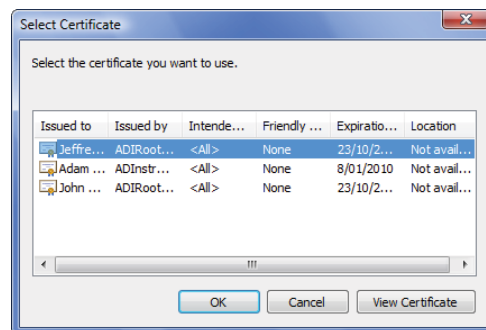 Select Certificate
Select the certificate you want to use.
Issued to Issued by Intende... Friendly ... Expiratio... Location
Jeffre... ADIRoot... <All> None 23/10/2... Not avail...
Adam ... ADInstr... <All> None 8/01/2010 Not avail...
John ... ADIRoot... <All> None 23/10/2... Not avail...
OK Cancel View Certificate